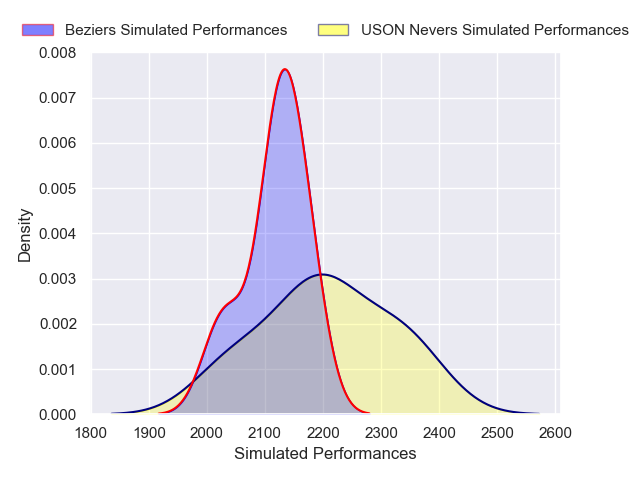 Beziers Simulated Performances USON Nevers Simulated Performances
0.008
0.007
0.006
0.005
0.004
0.003
0.002
0.001
0.000
Density
1800 1900 2000 2100 2200 2300 2400 2500 2600
Simulated Performances